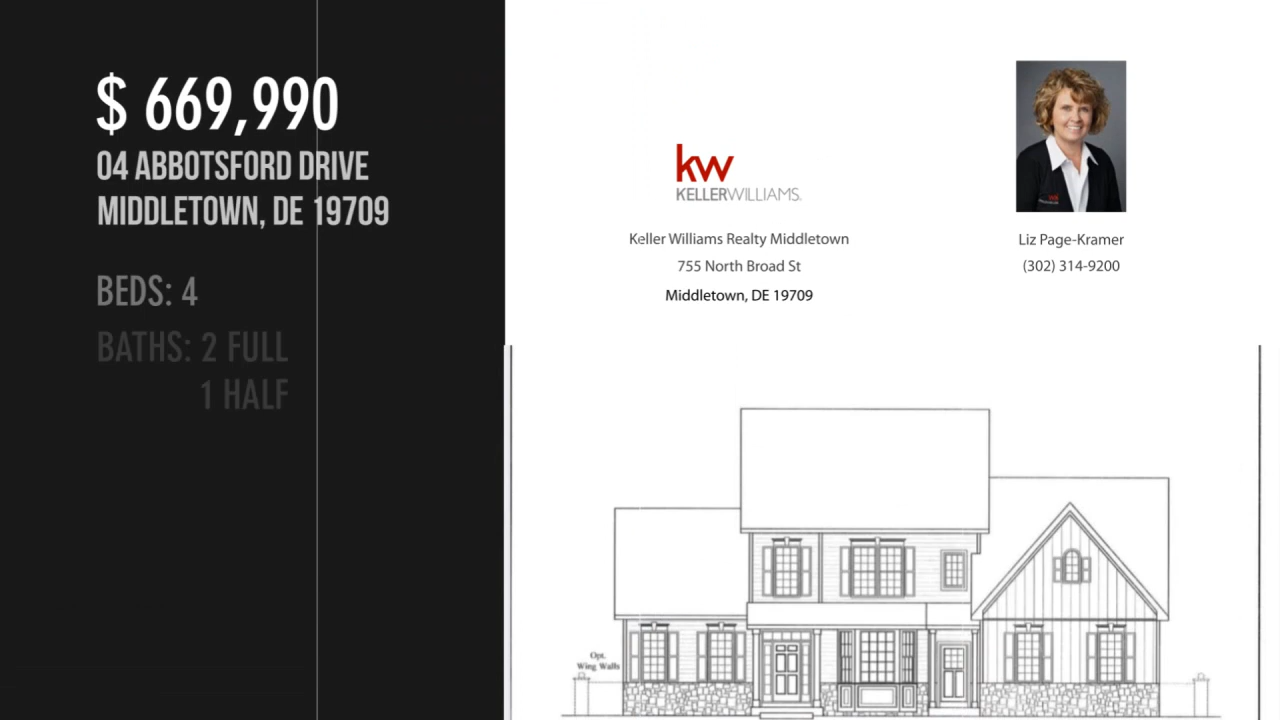 $ 669,990
04 ABBOTSFORD DRIVE
MIDDLETOWN, DE 19709
BEDS: 4
BATHS: 2 FULL
1 HALF
kw
KELLERWILLIAMS.
Keller Williams Realty Middletown
755 North Broad St
Middletown, DE 19709
Liz Page-Kramer
(302) 314-9200
Opt.
Wing Walls